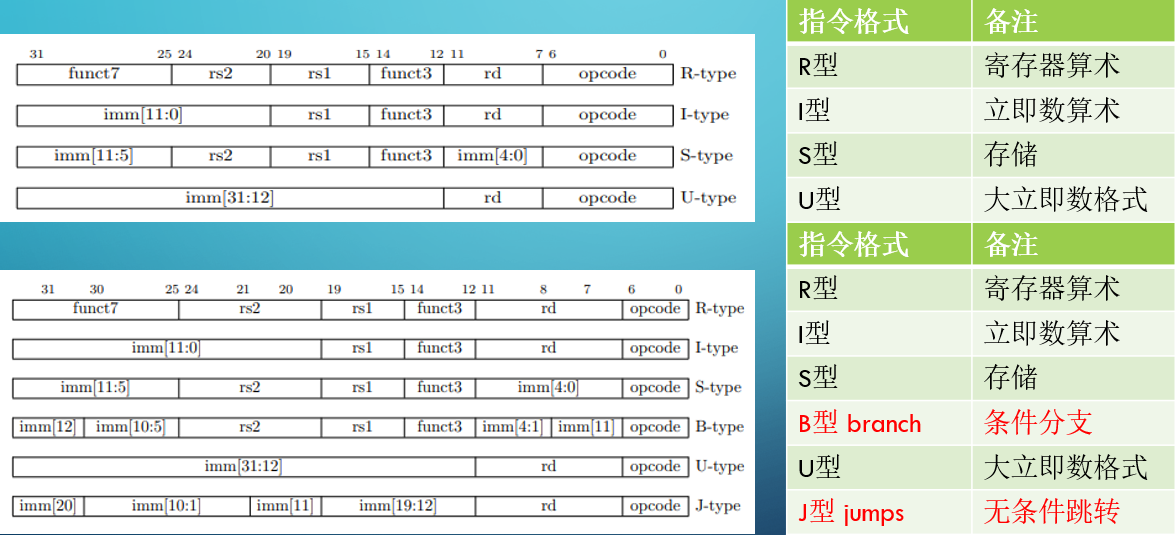 31 25 24 20 19 15 14 12 11 7 6 0
funct7 rs2 rs1 funct3 rd opcode R-type
imm[11:0] rs1 funct3 rd opcode I-type
imm[11:5] rs2 rs1 funct3 imm[4:0] opcode S-type
imm[31:12] rd opcode U-type
31 30 25 24 21 20 19 15 14 12 11 8 7 6 0
funct7 rs2 rs1 funct3 rd opcode R-type
imm[11:0] rs1 funct3 rd opcode I-type
imm[11:5] rs2 rs1 funct3 imm[4:0] opcode S-type
imm[12] imm[10:5] rs2 rs1 funct3 imm[4:1] imm[11] opcode B-type
imm[31:12] rd opcode U-type
imm[20] imm[10:1] imm[11] imm[19:12] rd opcode J-type
指令格式 备注
R型 寄存器算术
I型 立即数算术
S型 存储
U型 大立即数格式
指令格式 备注
R型 寄存器算术
I型 立即数算术
S型 存储
B型 branch 条件分支
U型 大立即数格式
J型 jumps 无条件跳转